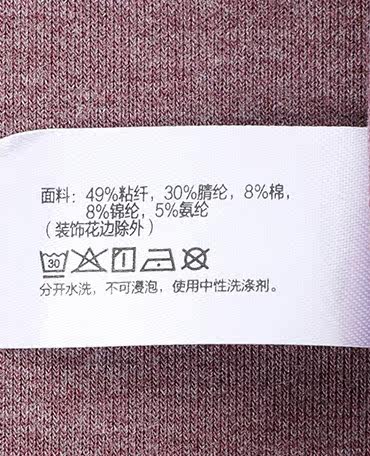 面料：49%粘纤，30%腈纶，8%棉，
8%锦纶，5%氨纶
（装饰花边除外）
30
分开水洗，不可浸泡，使用中性洗涤剂。